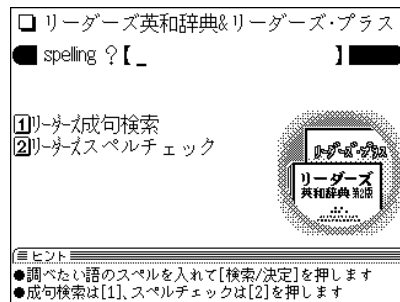 リーダーズ英和辞典&リーダーズ・プラス
spelling ?【_ 】
1リーダーズ成句検索
2リーダーズスペルチェック
リーダーズ・プラス
リーダーズ
英和辞典 第2版
ヒント
●調べたい語のスペルを入れて[検索/決定]を押します
●成句検索は[1]、スペルチェックは[2]を押します